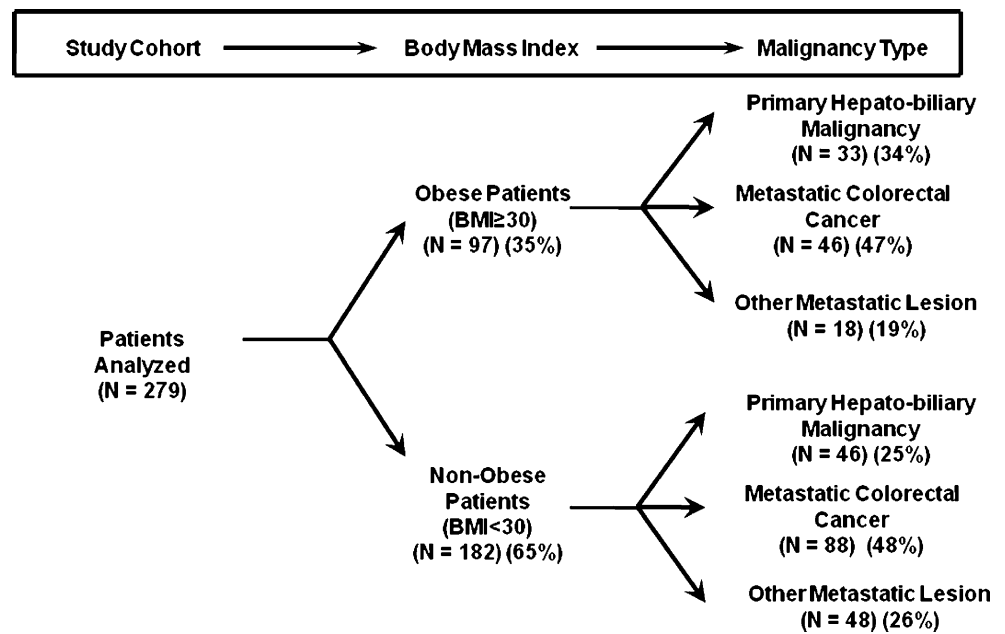 Study Cohort
Body Mass Index
Malignancy Type
Patients
Analyzed
(N = 279)
Obese Patients
(BMI≥30)
(N = 97) (35%)
Primary Hepato-biliary
Malignancy
(N = 33) (34%)
Metastatic Colorectal
Cancer
(N = 46) (47%)
Other Metastatic Lesion
(N = 18) (19%)
Non-Obese
Patients
(BMI<30)
(N = 182) (65%)
Primary Hepato-biliary
Malignancy
(N = 46) (25%)
Metastatic Colorectal
Cancer
(N = 88) (48%)
Other Metastatic Lesion
(N = 48) (26%)